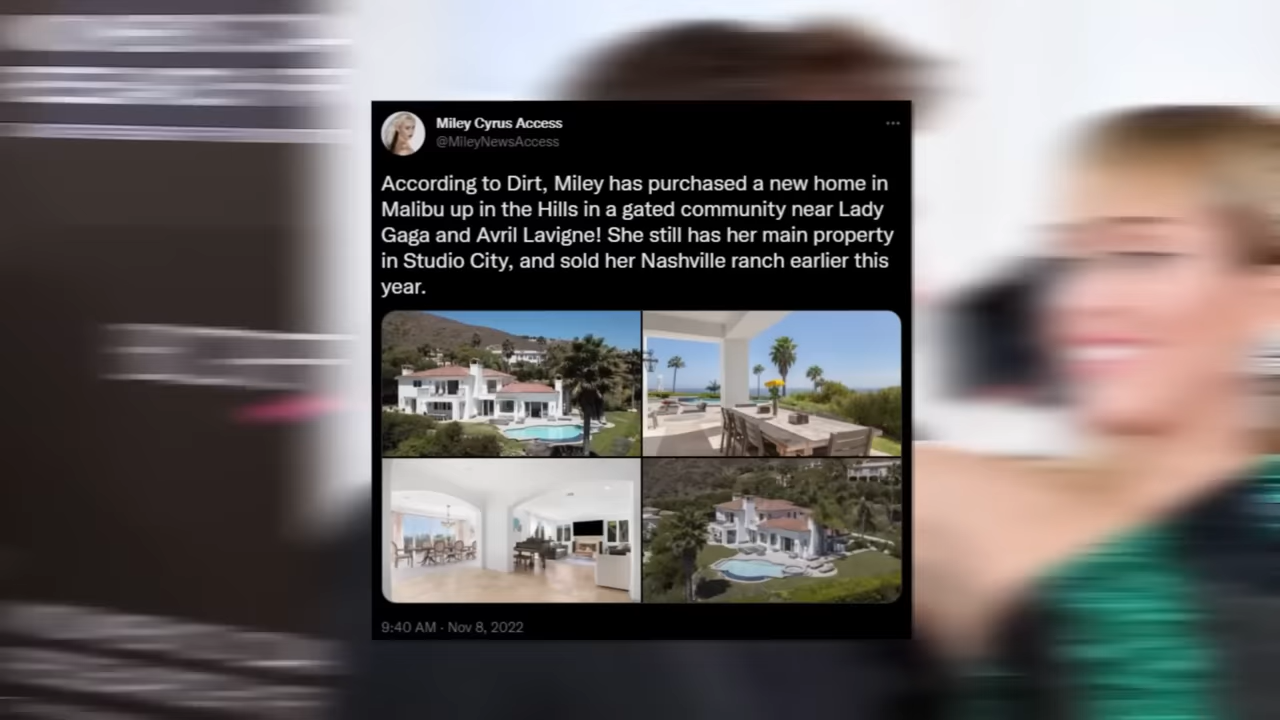 Miley Cyrus Access
@MileyNewsAccess
According to Dirt, Miley has purchased a new home in
Malibu up in the Hills in a gated community near Lady
Gaga and Avril Lavigne! She still has her main property
in Studio City, and sold her Nashville ranch earlier this
year.
9:40 AM · Nov 8, 2022